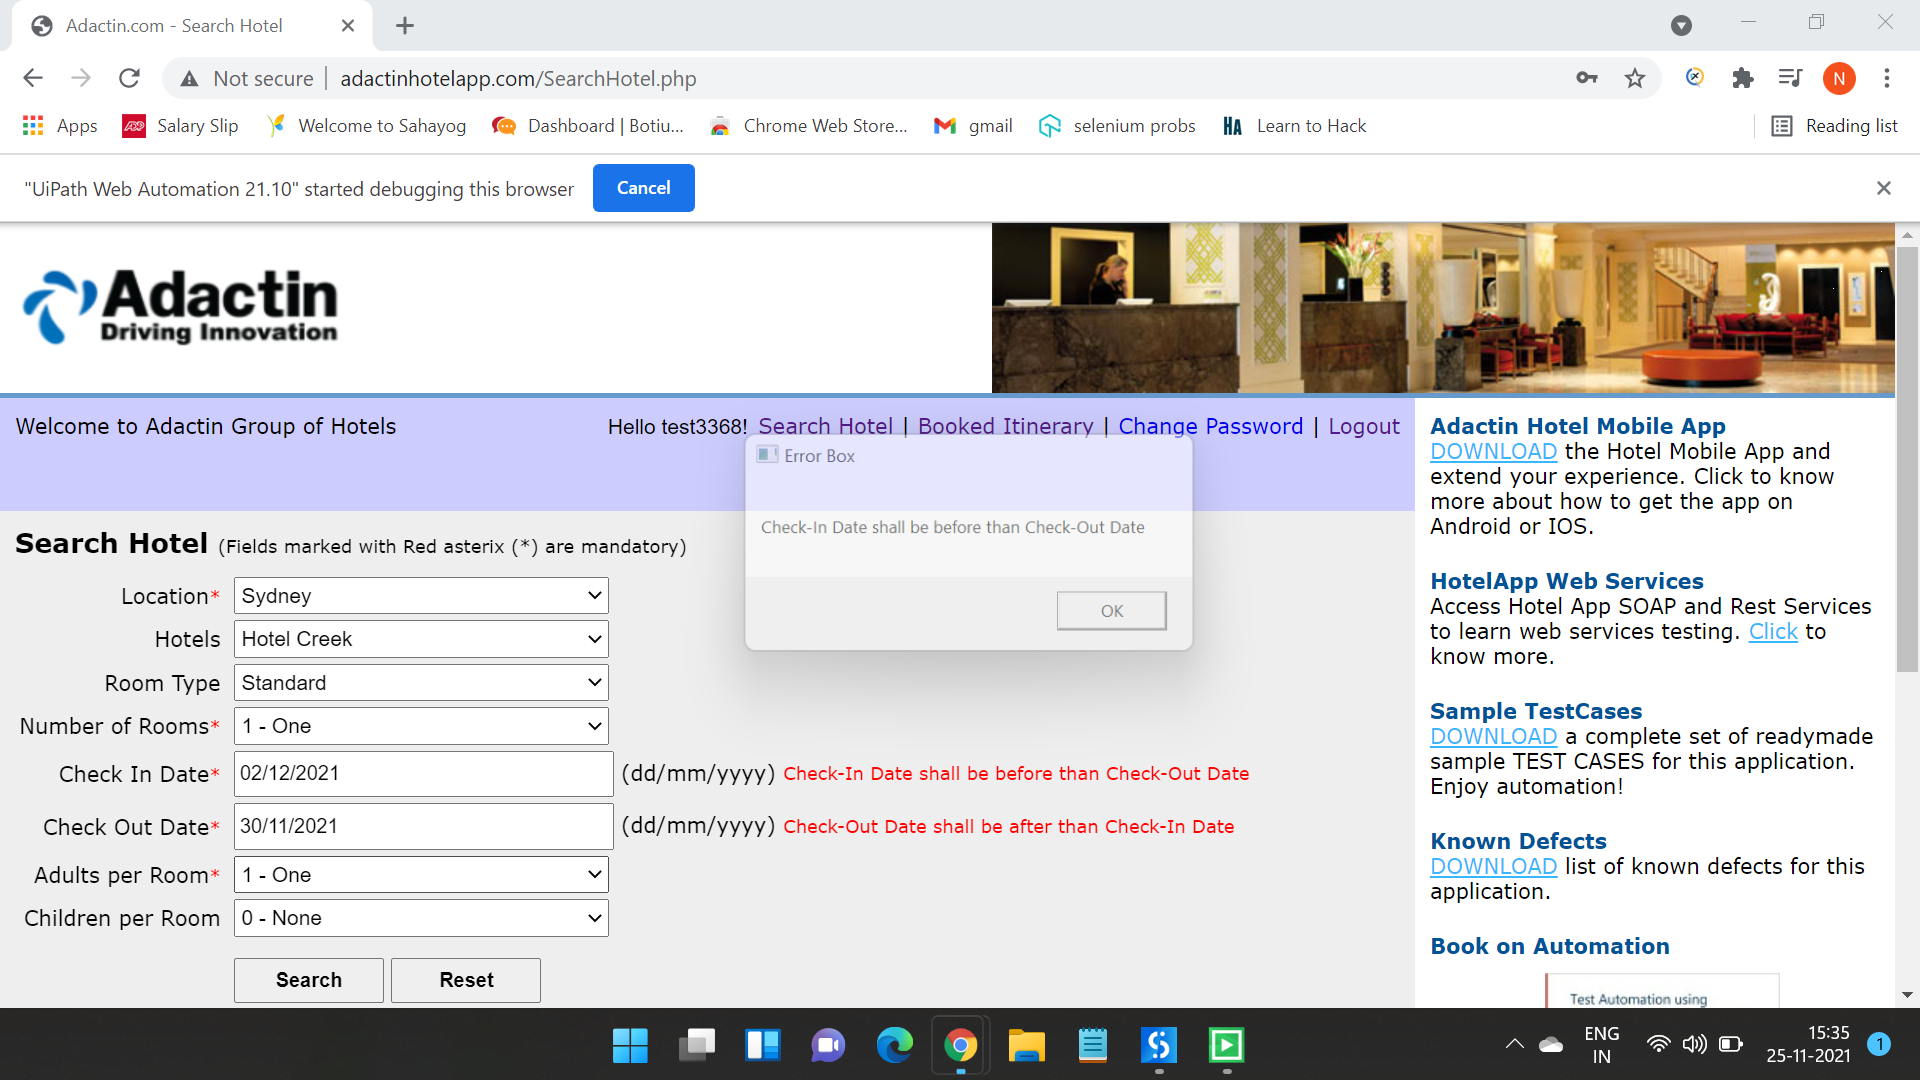 Adactin.com - Search Hotel
Not secure | adactinhotelapp.com/SearchHotel.php
N
Apps
Salary Slip
Welcome to Sahayog
Dashboard | Botiu...
Chrome Web Store...
gmail
HA Learn to Hack
selenium probs
Reading list
"UiPath Web Automation 21.10" started debugging this browser
Cancel
Adactin
Driving Innovation
Welcome to Adactin Group of Hotels
Hello test3368! Search Hotel | Booked Itinerary | Change Password | Logout
Error Box
Check-In Date shall be before than Check-Out Date
OK
Search Hotel (Fields marked with Red asterix (*) are mandatory)
Location* Sydney
Hotels Hotel Creek
Room Type Standard
Number of Rooms* 1 - One
Check In Date* 02/12/2021 (dd/mm/yyyy) Check-In Date shall be before than Check-Out Date
Check Out Date* 30/11/2021 (dd/mm/yyyy) Check-Out Date shall be after than Check-In Date
Adults per Room* 1 - One
Children per Room 0 - None
Search
Reset
Adactin Hotel Mobile App
DOWNLOAD the Hotel Mobile App and
extend your experience. Click to know
more about how to get the app on
Android or IOS.
HotelApp Web Services
Access Hotel App SOAP and Rest Services
to learn web services testing. Click to
know more.
Sample TestCases
DOWNLOAD a complete set of readymade
sample TEST CASES for this application.
Enjoy automation!
Known Defects
DOWNLOAD list of known defects for this
application.
Book on Automation
Test Automation using
ENG
IN
15:35
25-11-2021
1